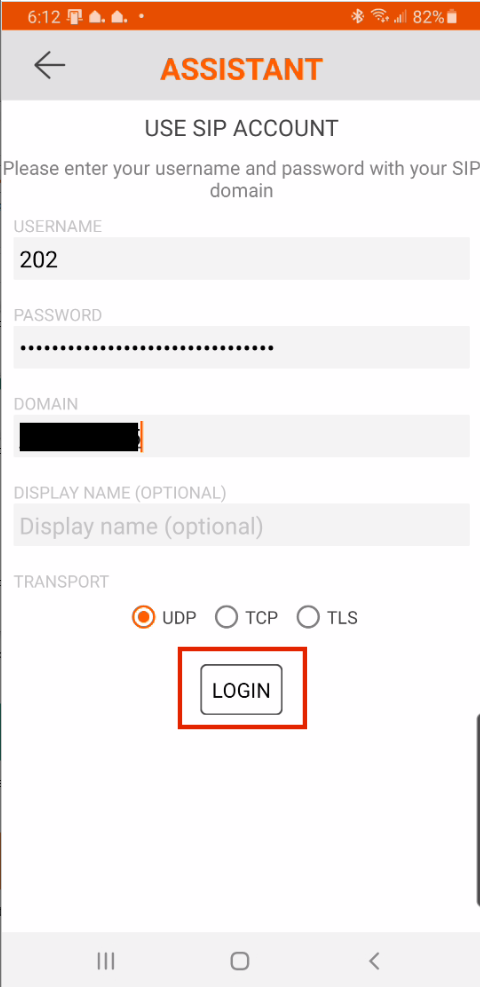 6:12 82%
ASSISTANT
USE SIP ACCOUNT
Please enter your username and password with your SIP
domain
USERNAME
202
PASSWORD
••••••••••••••••••••••••••••••••
DOMAIN
DISPLAY NAME (OPTIONAL)
Display name (optional)
TRANSPORT
UDP TCP TLS
LOGIN